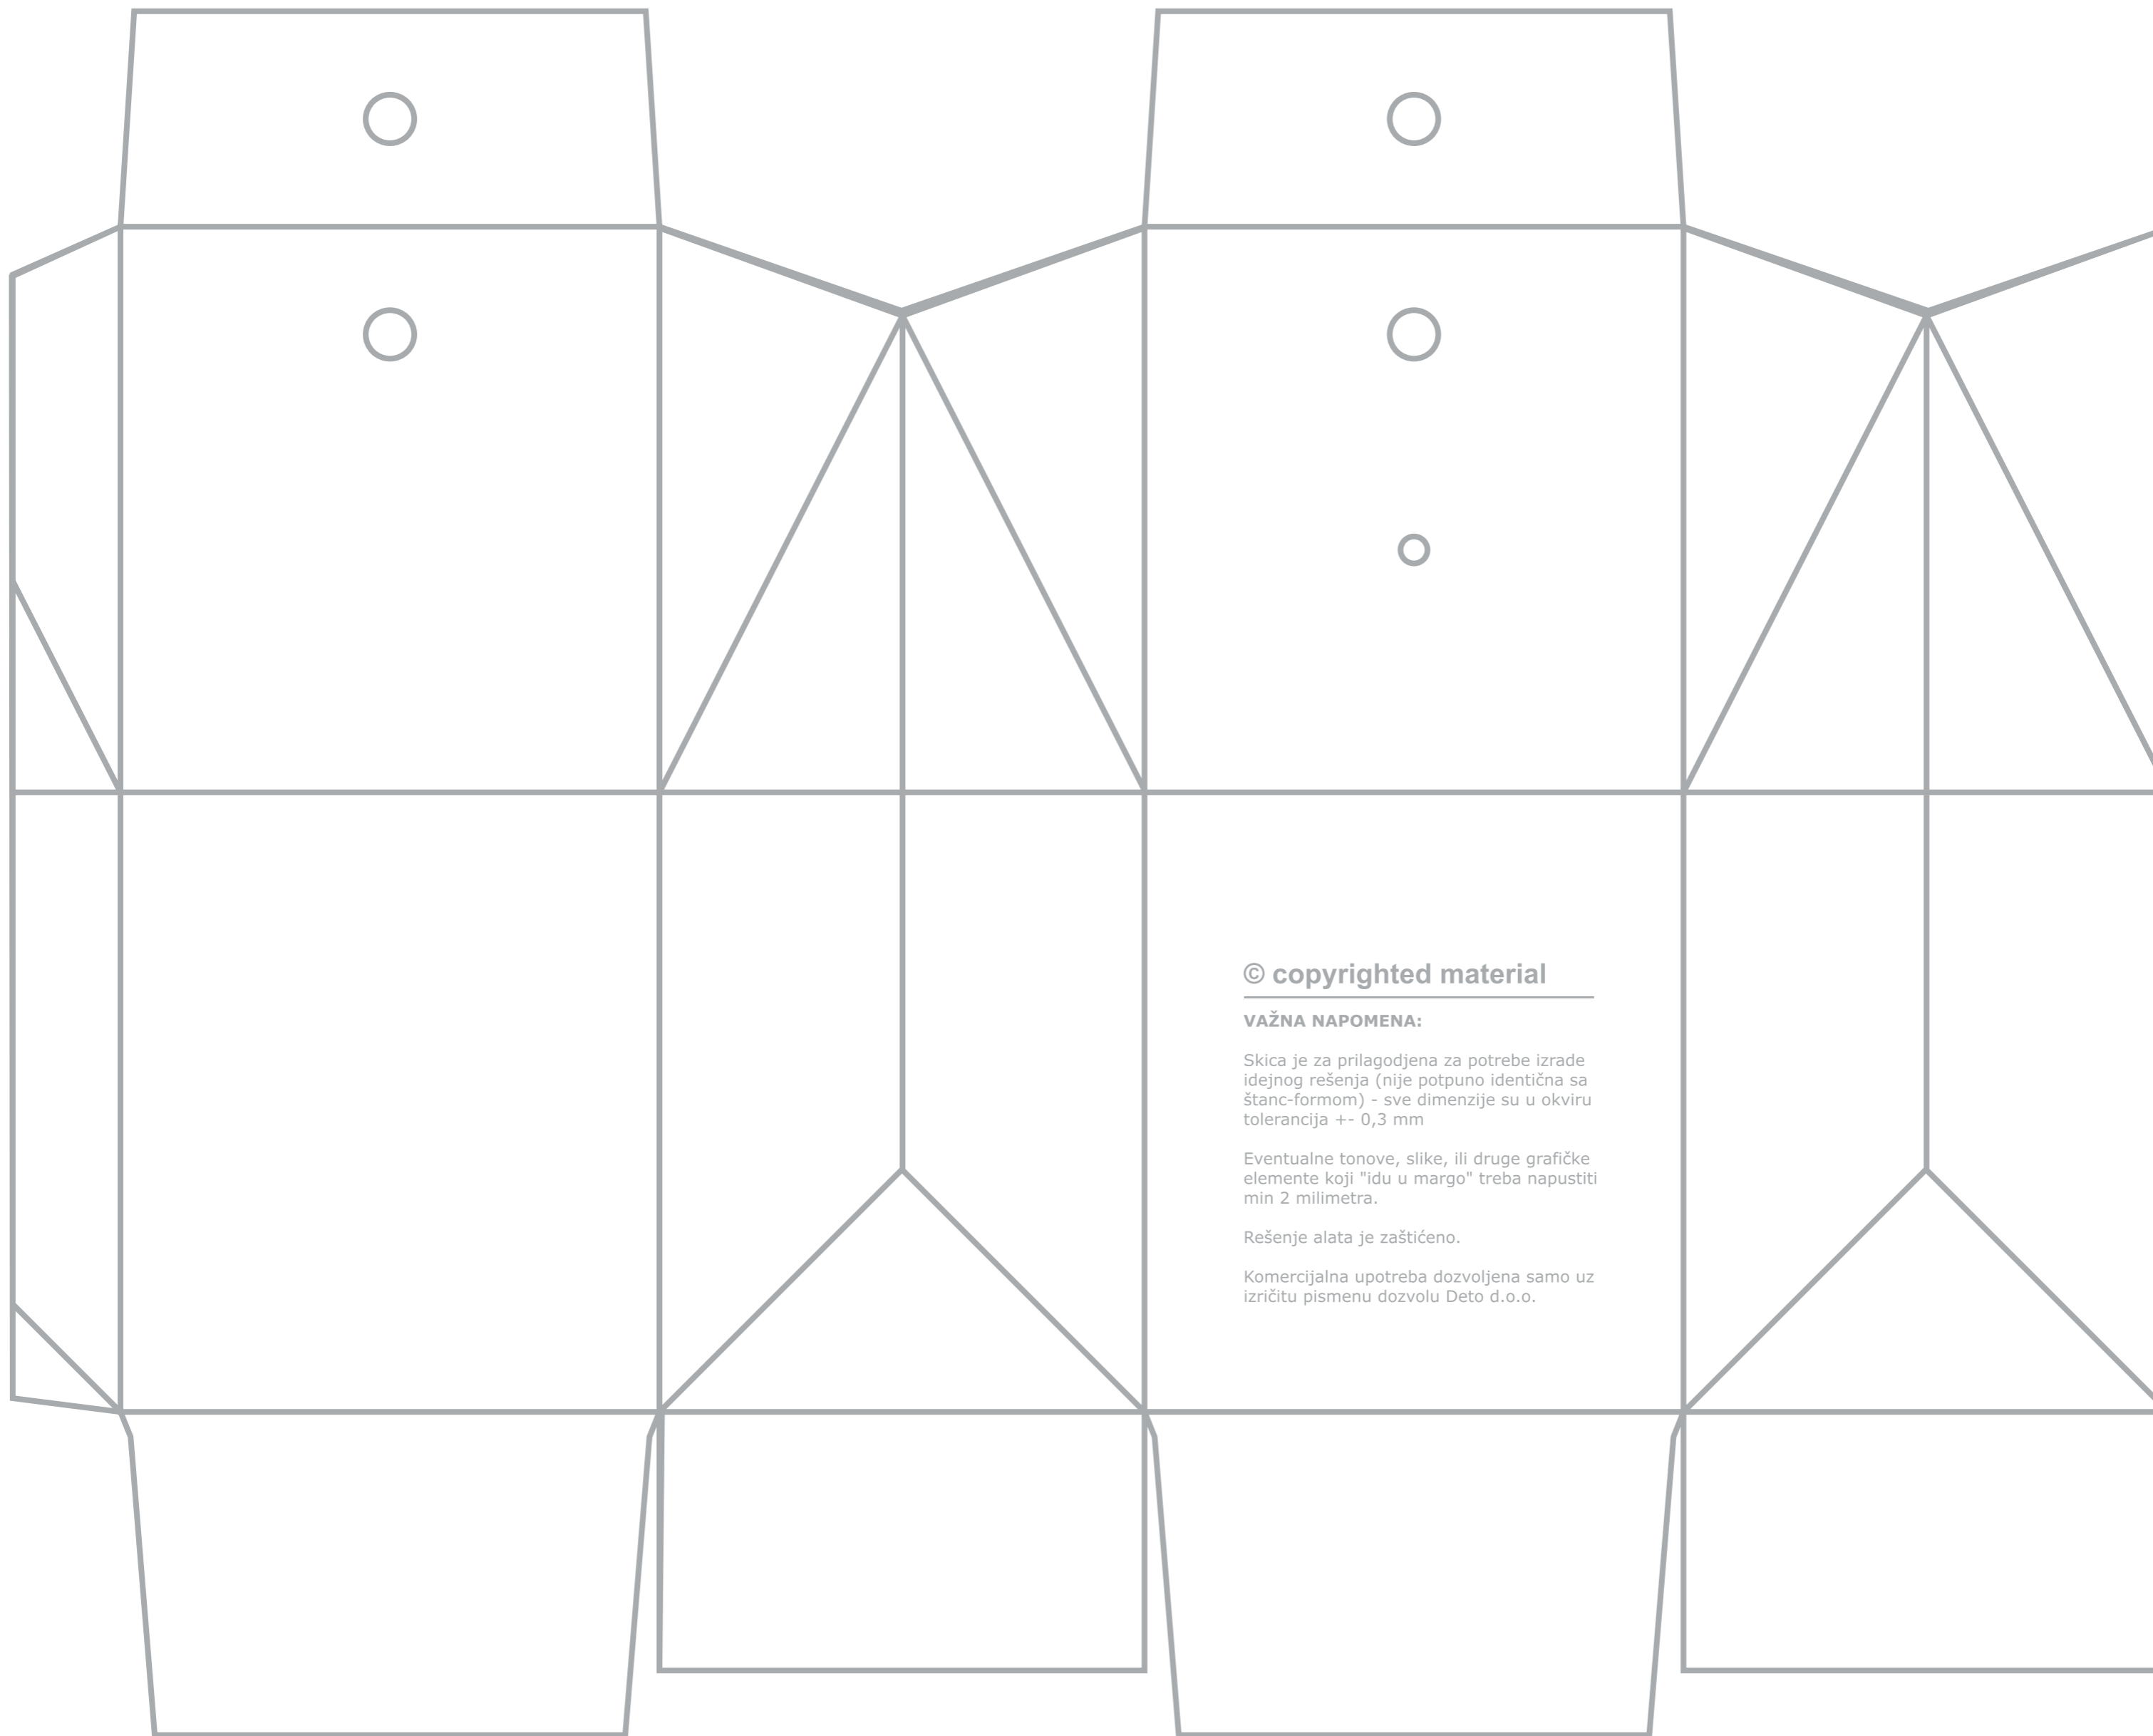 © copyrighted material
VAŽNA NAPOMENA:
Skica je za prilagodjena za potrebe izrade
idejnog rešenja (nije potpuno identična sa
štanc-formom) - sve dimenzije su u okviru
tolerancija +- 0,3 mm
Eventualne tonove, slike, ili druge grafičke
elemente koji "idu u margo" treba napustiti
min 2 milimetra.
Rešenje alata je zaštićeno.
Komercijalna upotreba dozvoljena samo uz
izričitu pismenu dozvolu Deto d.o.o.